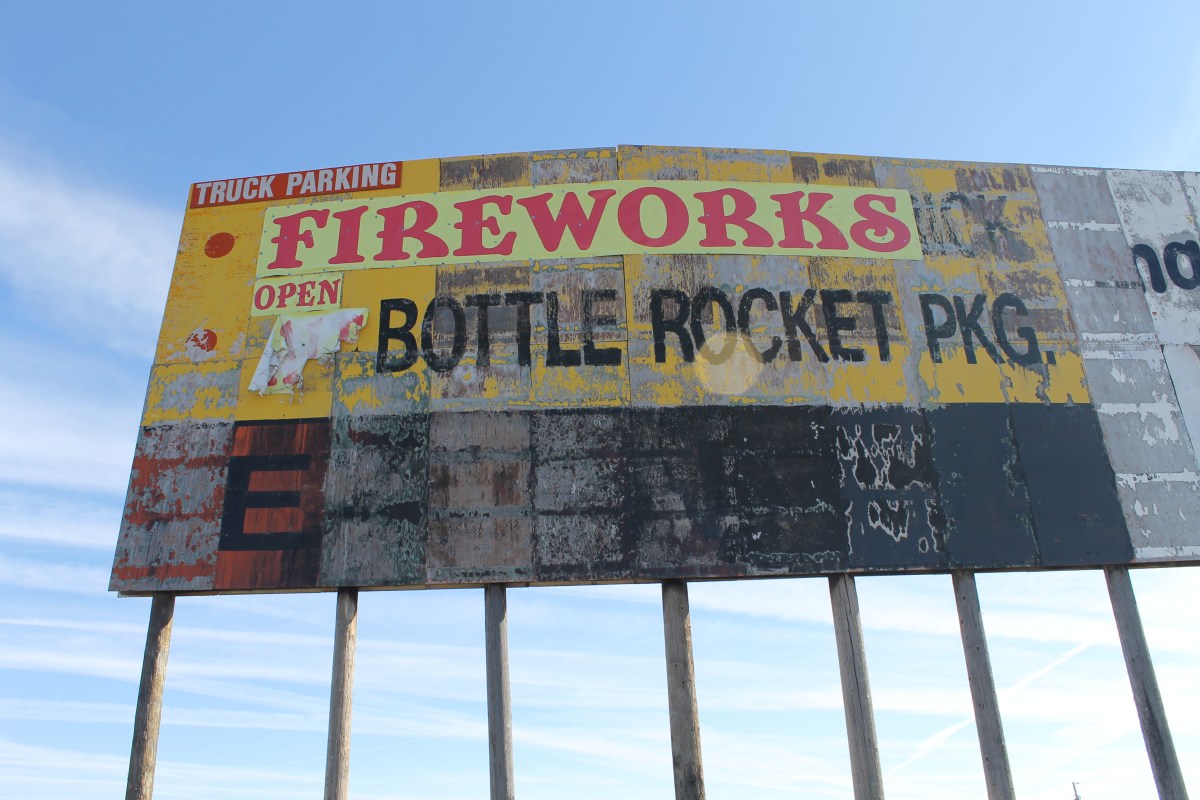 TRUCK PARKING
FIREWORKS
OPEN
BOTTLE ROCKET PKG.
E